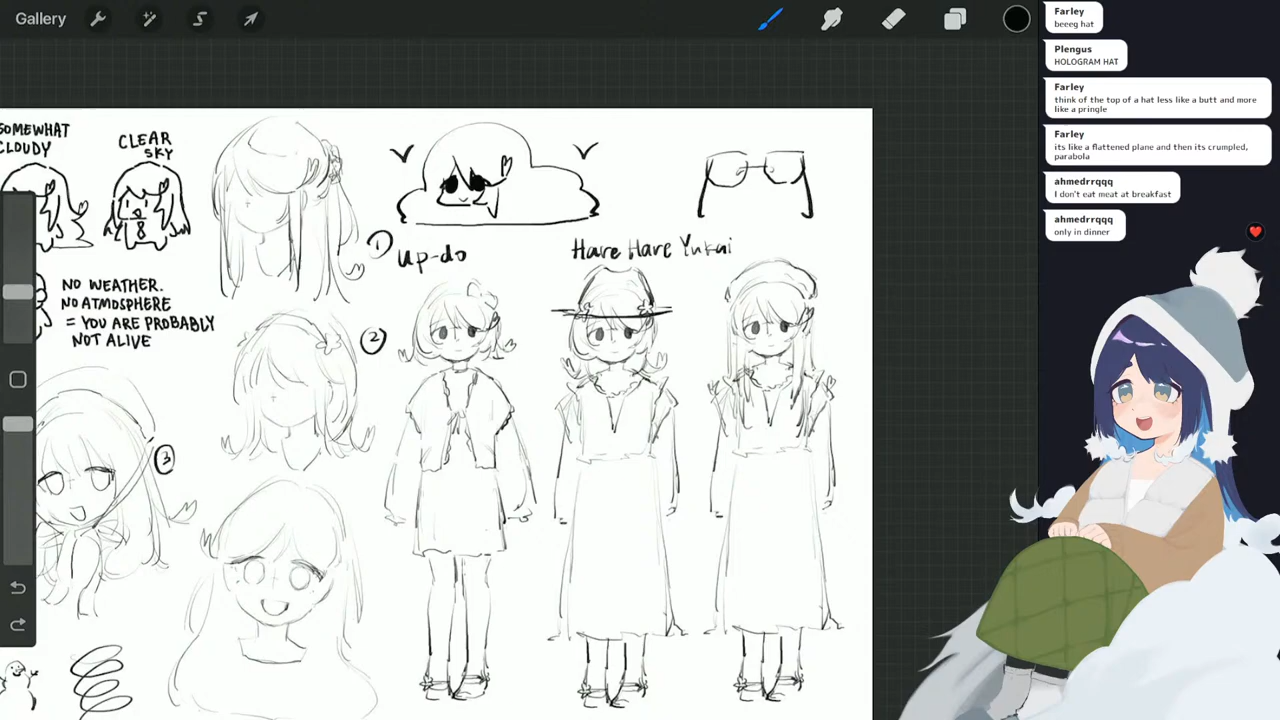 Gallery
SOMEWHAT
CLOUDY
CLEAR
SKY
NO WEATHER.
NO ATMOSPHERE
= YOU ARE PROBABLY
NOT ALIVE
① up-do
②
③
Hare Hare Yukai
Farley
beeeg hat
Plengus
HOLOGRAM HAT
Farley
think of the top of a hat less like a butt and more
like a pringle
Farley
its like a flattened plane and then its crumpled,
parabola
ahmedrrqqq
I don't eat meat at breakfast
ahmedrrqqq
only in dinner